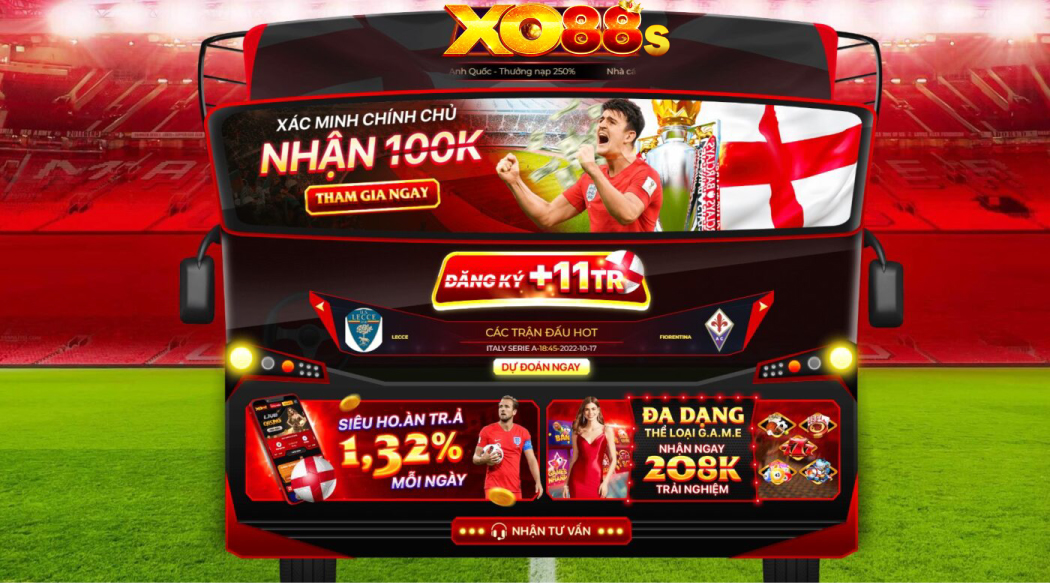 XO88s
Anh Quốc - Thưởng nạp 250% Nhà cá
XÁC MINH CHÍNH CHỦ
NHẬN 100K
THAM GIA NGAY
ĐĂNG KÝ +11TR
LECCE
LECCE
CÁC TRẬN ĐẤU HOT
FIORENTINA
ITALY SERIE A-18:45-2022-10-17
DỰ ĐOÁN NGAY
SIÊU HO.ÀN TR.Ả
1,32%
MỖI NGÀY
ĐA DẠNG
THỂ LOẠI G.A.M.E
NHẬN NGAY
208K
TRẢI NGHIỆM
NHẬN TƯ VẤN